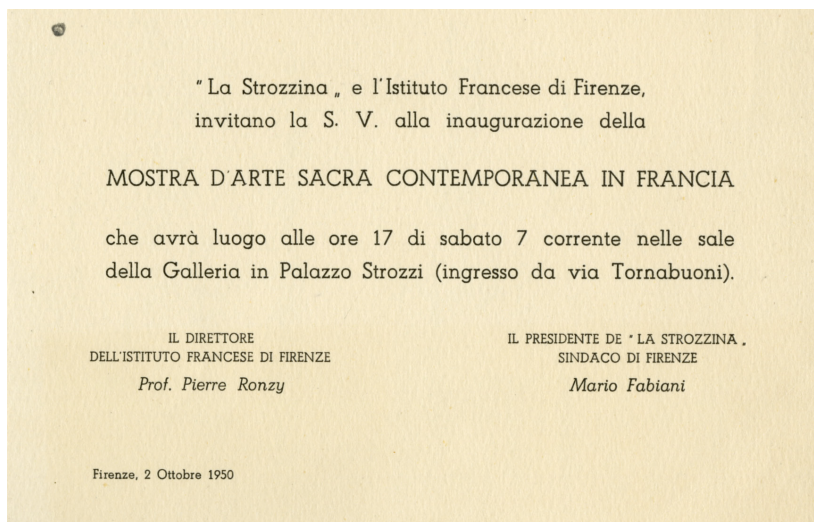 " La Strozzina „ e l'Istituto Francese di Firenze,
invitano la S. V. alla inaugurazione della
MOSTRA D'ARTE SACRA CONTEMPORANEA IN FRANCIA
che avrà luogo alle ore 17 di sabato 7 corrente nelle sale
della Galleria in Palazzo Strozzi (ingresso da via Tornabuoni).
IL DIRETTORE
DELL'ISTITUTO FRANCESE DI FIRENZE
Prof. Pierre Ronzy
IL PRESIDENTE DE " LA STROZZINA „
SINDACO DI FIRENZE
Mario Fabiani
Firenze, 2 Ottobre 1950